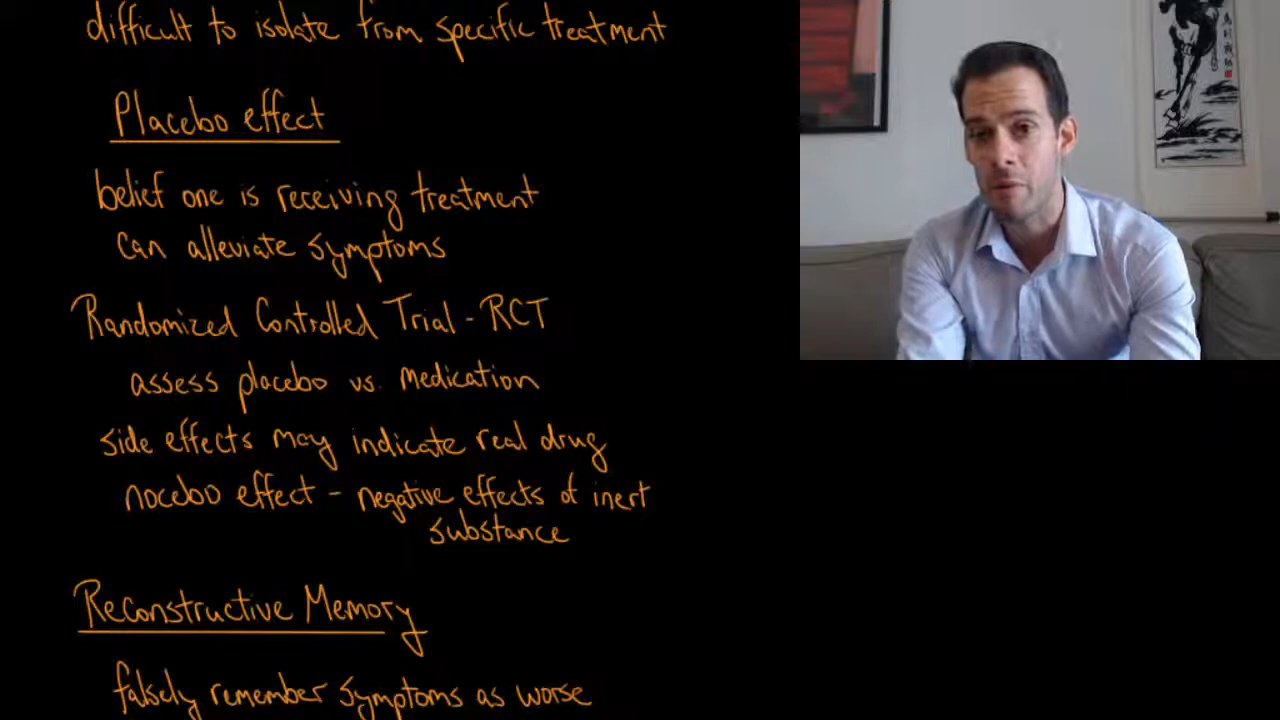 difficult to isolate from specific treatment
Placebo effect
belief one is receiving treatment
can alleviate symptoms
Randomized Controlled Trial - RCT
assess placebo vs. medication
side effects may indicate real drug
nocebo effect - negative effects of inert
substance
Reconstructive Memory
falsely remember symptoms as worse